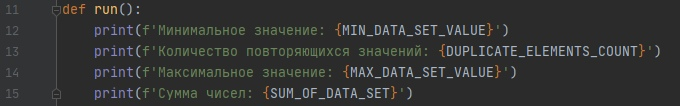 11 def run():
12 print(f'Минимальное значение: {MIN_DATA_SET_VALUE}')
13 print(f'Количество повторяющихся значений: {DUPLICATE_ELEMENTS_COUNT}')
14 print(f'Максимальное значение: {MAX_DATA_SET_VALUE}')
15 print(f'Сумма чисел: {SUM_OF_DATA_SET}')